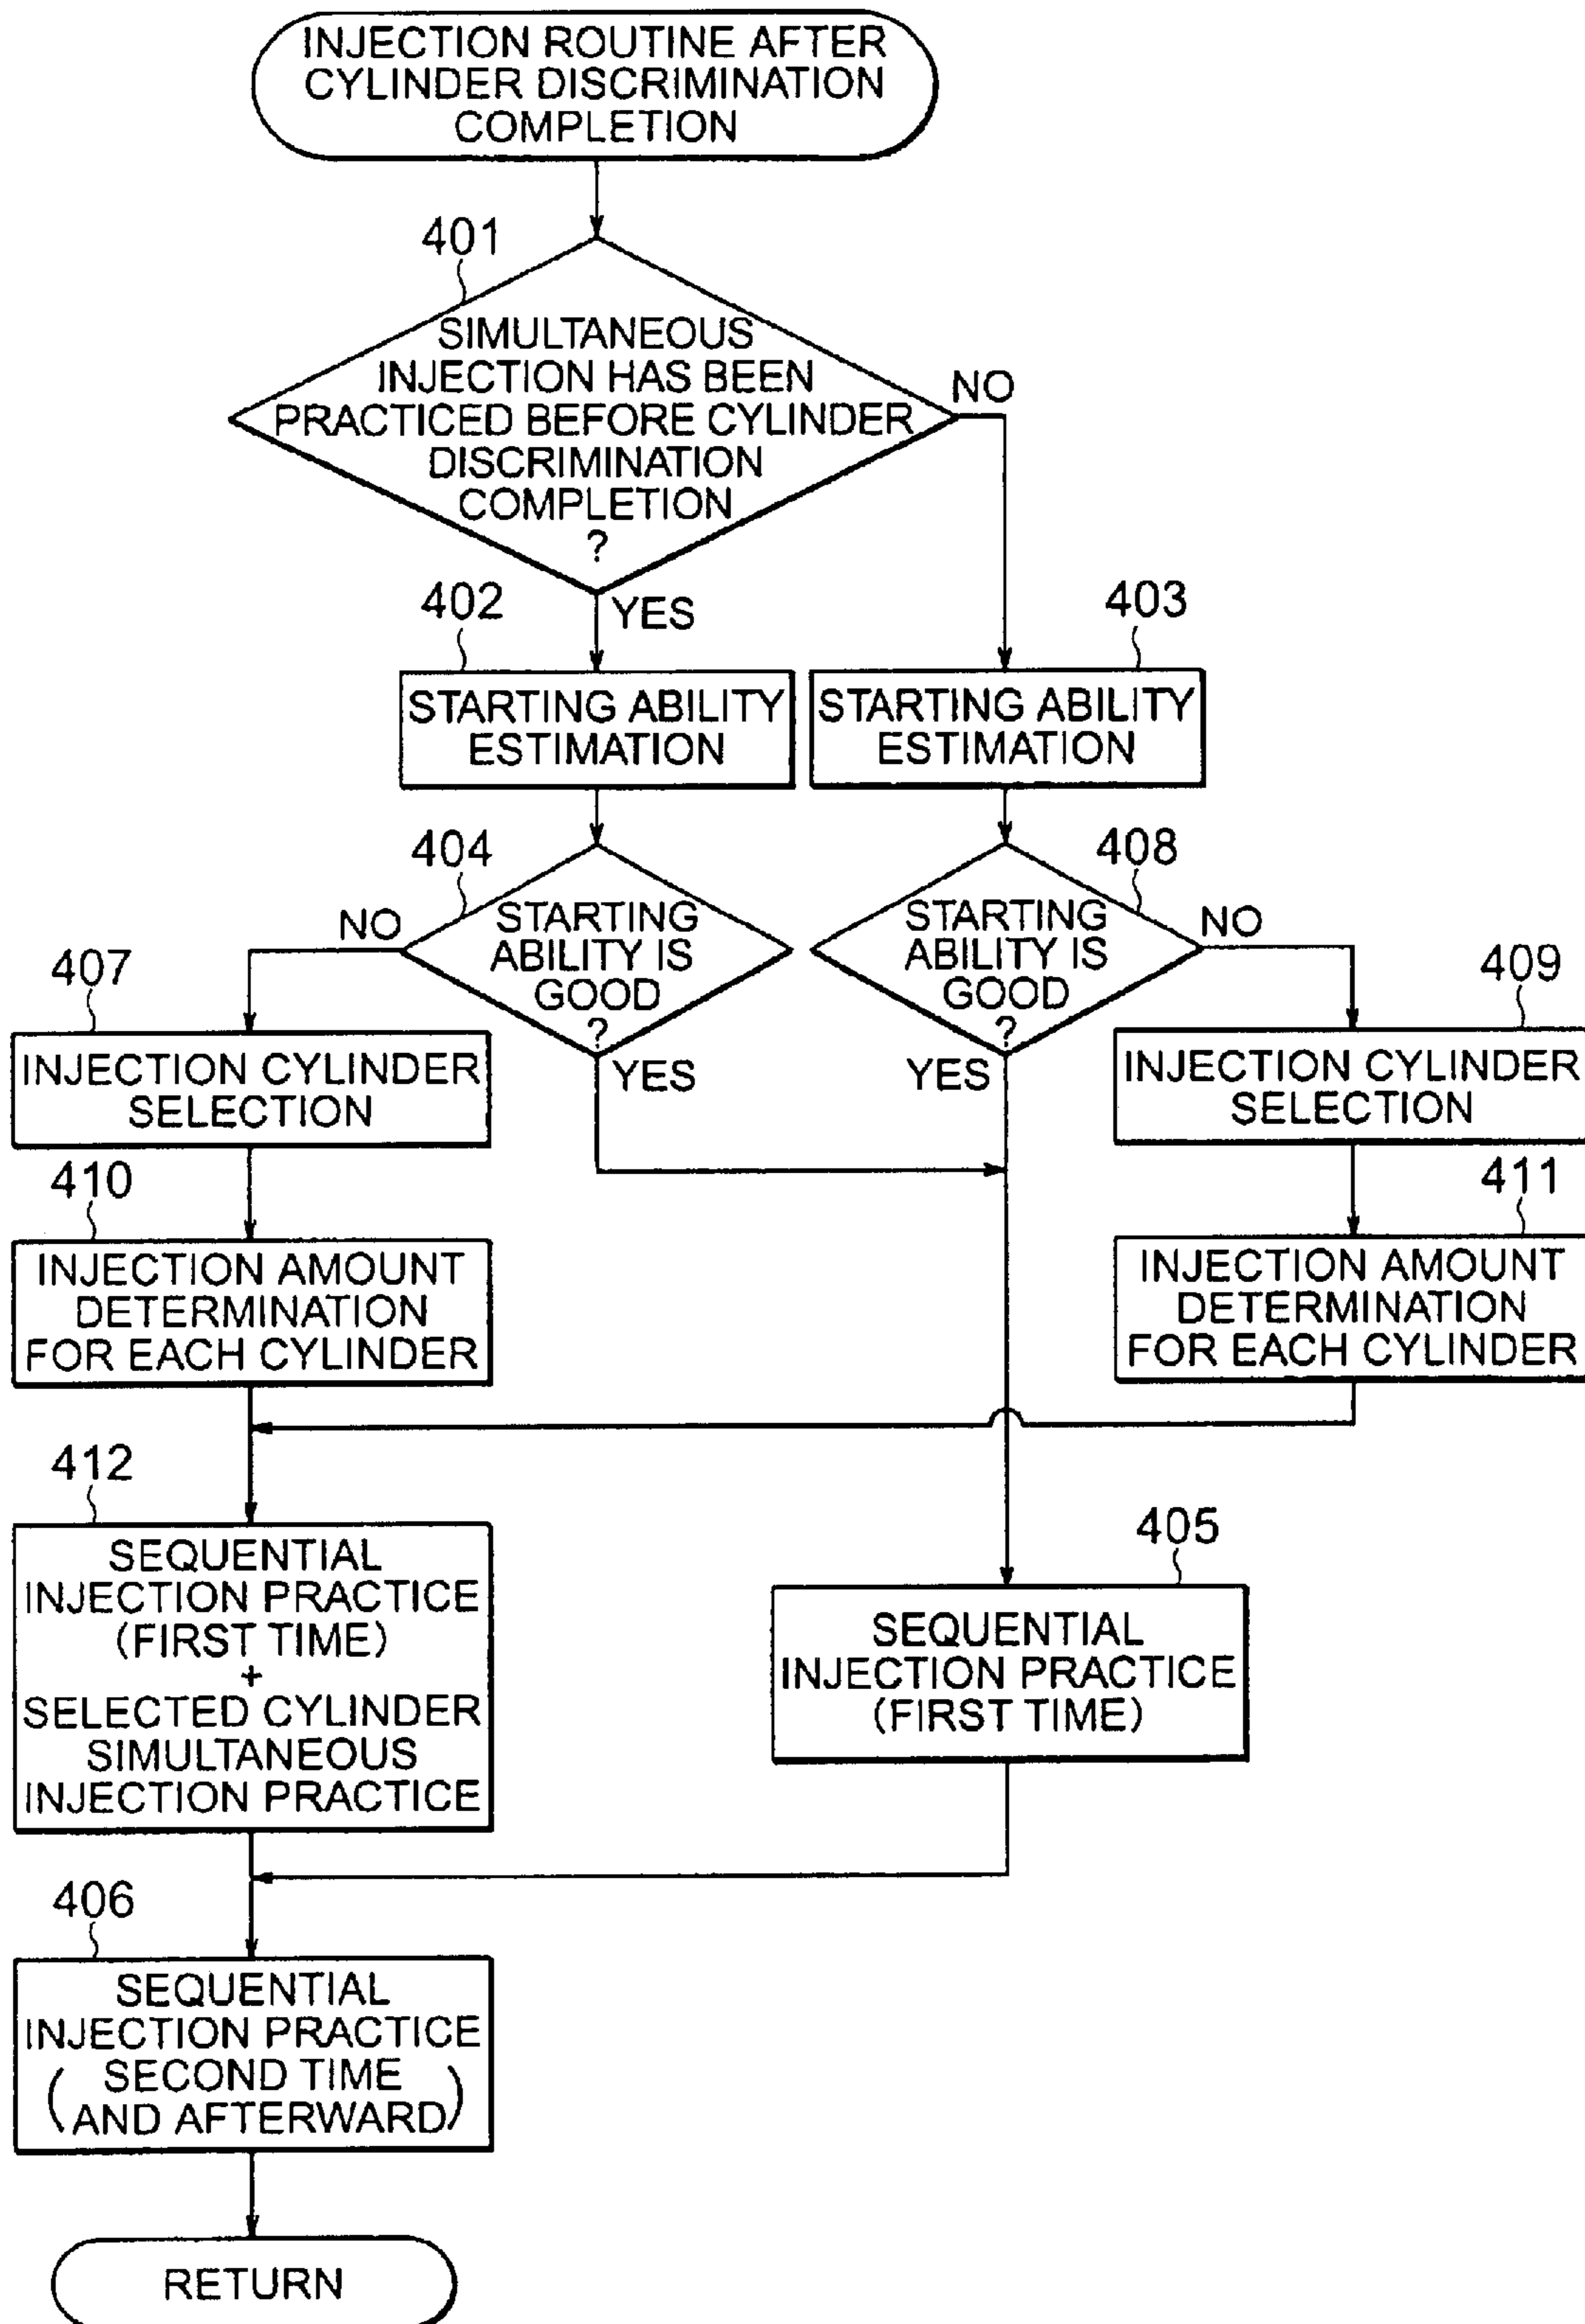 INJECTION ROUTINE AFTER
CYLINDER DISCRIMINATION
COMPLETION
401
SIMULTANEOUS
INJECTION HAS BEEN
PRACTICED BEFORE CYLINDER
DISCRIMINATION
COMPLETION
?
NO
YES
402
STARTING ABILITY
ESTIMATION
403
STARTING ABILITY
ESTIMATION
404
STARTING
ABILITY IS
GOOD
?
NO
YES
408
STARTING
ABILITY IS
GOOD
?
NO
YES
407
INJECTION CYLINDER
SELECTION
409
INJECTION CYLINDER
SELECTION
410
INJECTION AMOUNT
DETERMINATION
FOR EACH CYLINDER
411
INJECTION AMOUNT
DETERMINATION
FOR EACH CYLINDER
412
SEQUENTIAL
INJECTION PRACTICE
(FIRST TIME)
+
SELECTED CYLINDER
SIMULTANEOUS
INJECTION PRACTICE
405
SEQUENTIAL
INJECTION PRACTICE
(FIRST TIME)
406
SEQUENTIAL
INJECTION PRACTICE
(SECOND TIME
AND AFTERWARD)
RETURN